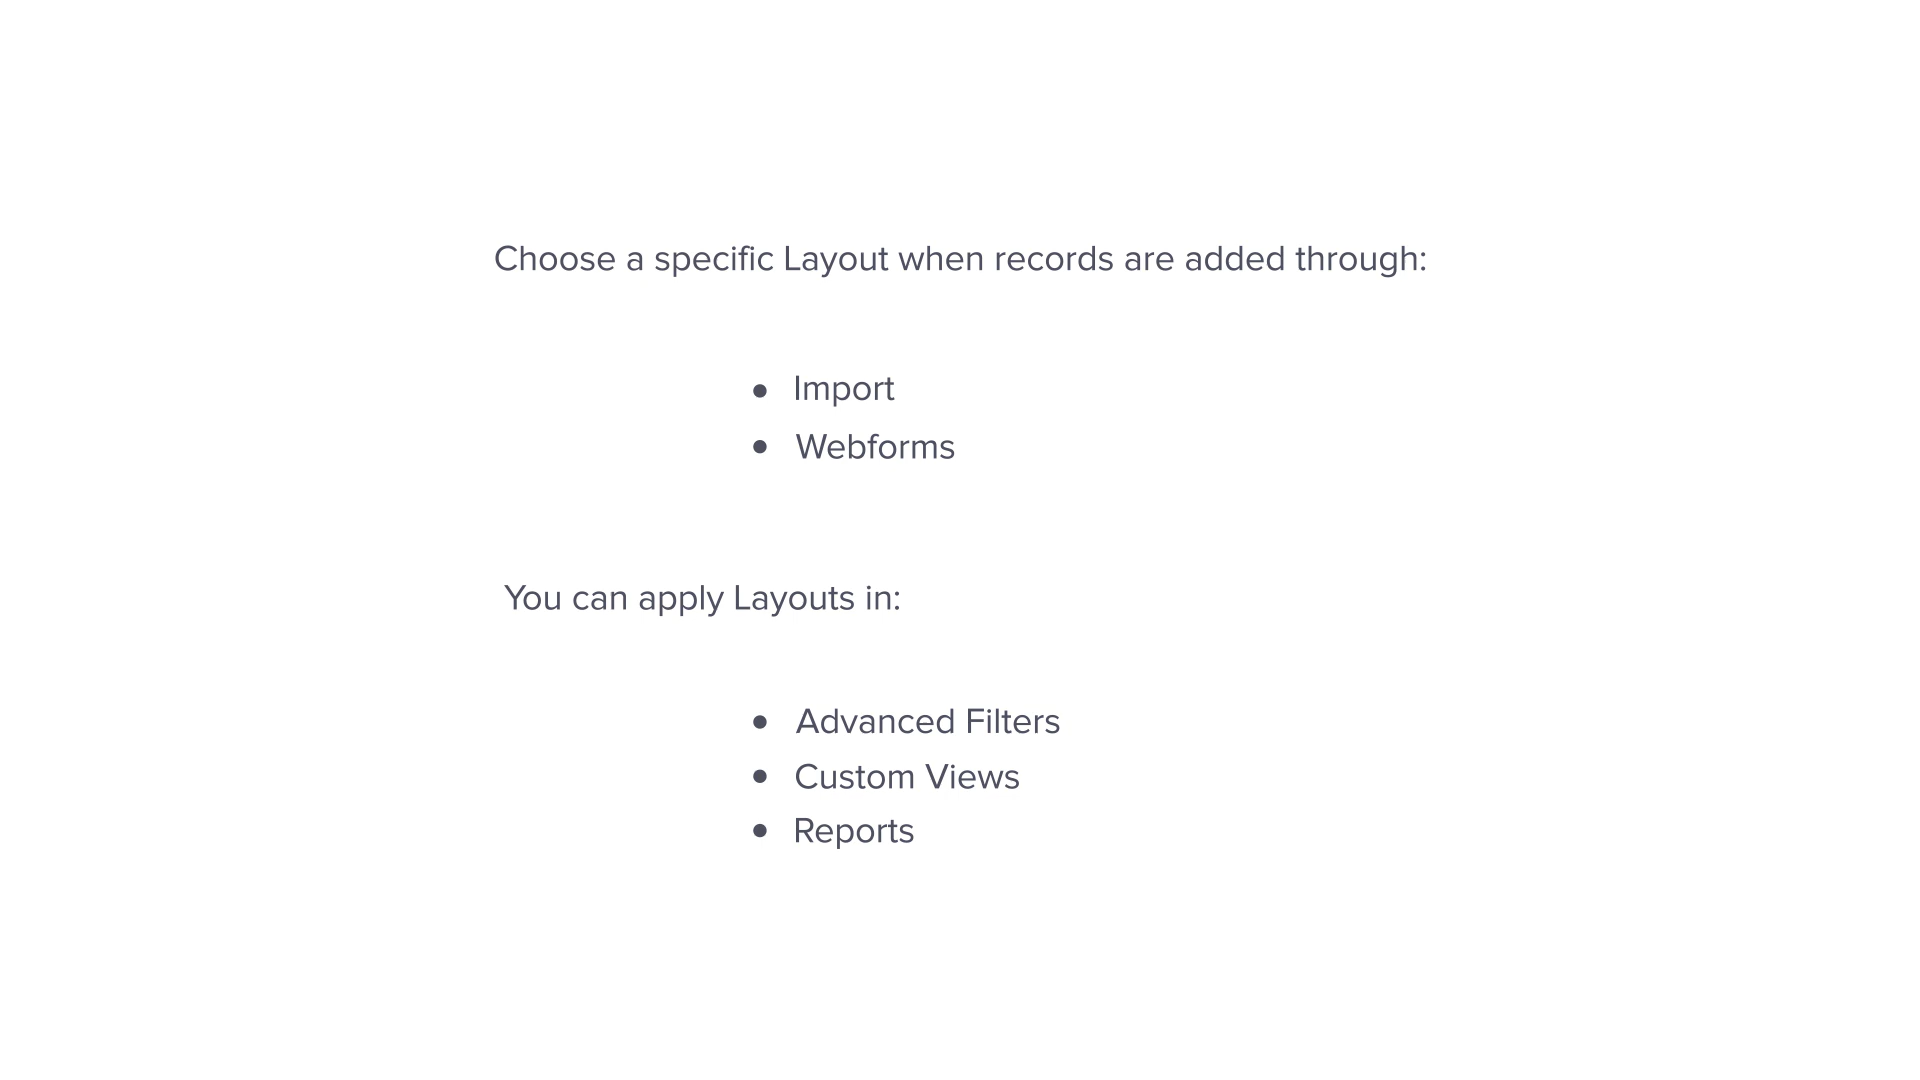 Choose a specific Layout when records are added through:
• Import
• Webforms
You can apply Layouts in:
• Advanced Filters
• Custom Views
• Reports